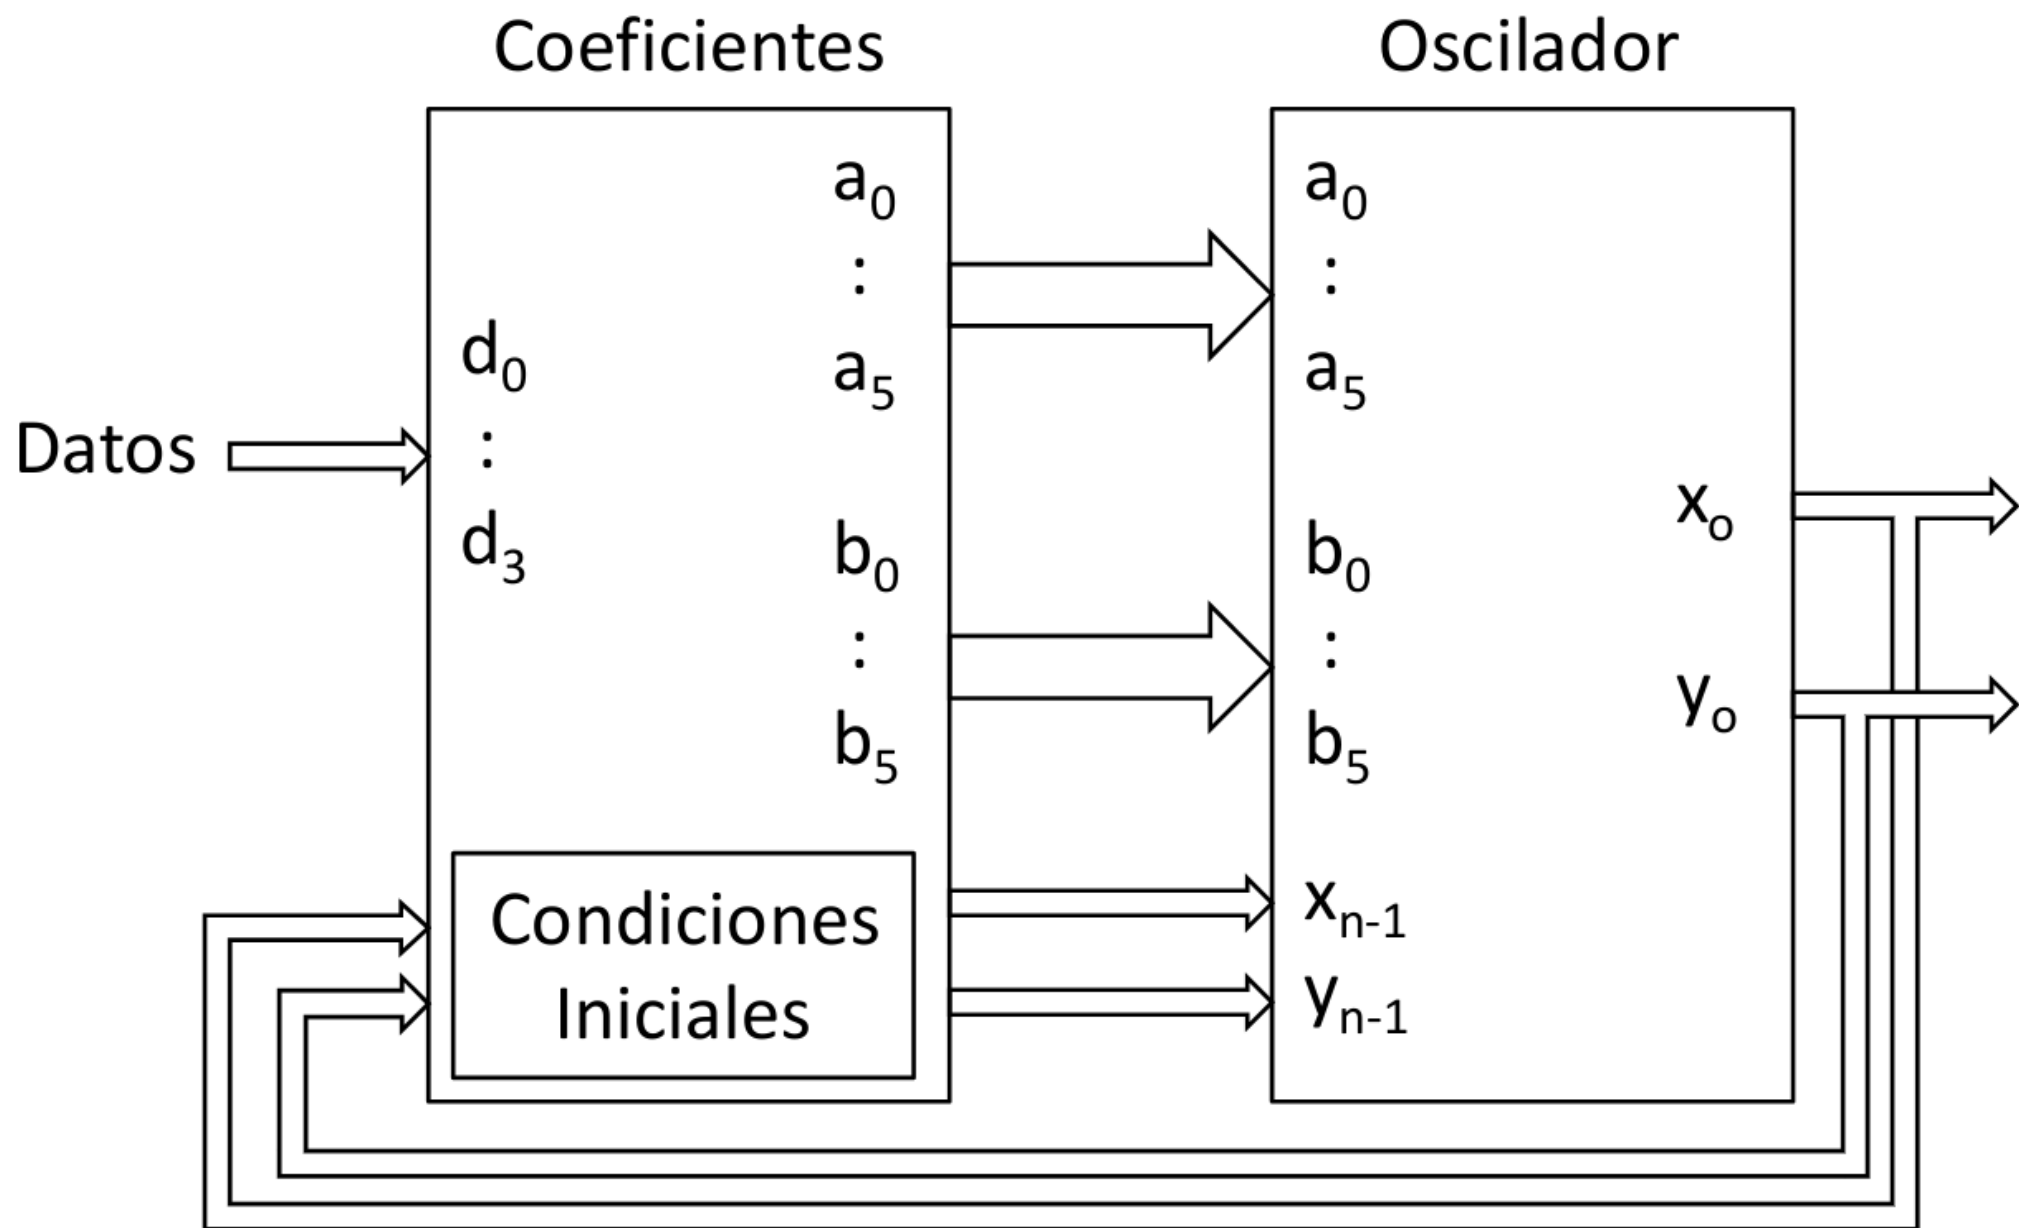 Coeficientes
Oscilador
Datos
d₀
:
d₃
a₀
:
a₅
b₀
:
b₅
Condiciones
Iniciales
a₀
:
a₅
b₀
:
b₅
xₙ₋₁
yₙ₋₁
xₒ
yₒ